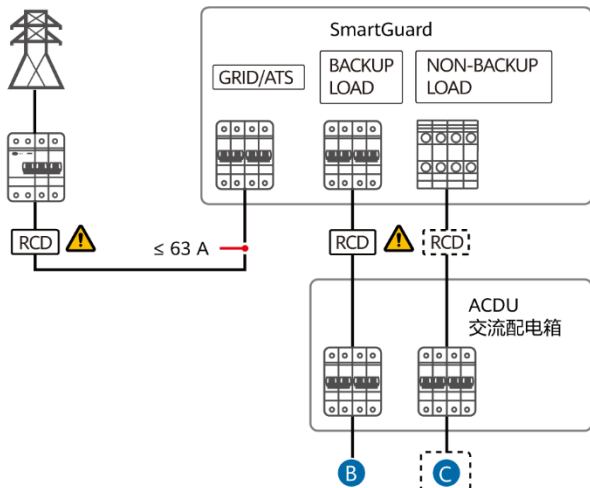 SmartGuard
GRID/ATS
BACKUP
LOAD
NON-BACKUP
LOAD
RCD
≤ 63 A
RCD
RCD
ACDU
交流配电箱
B
C